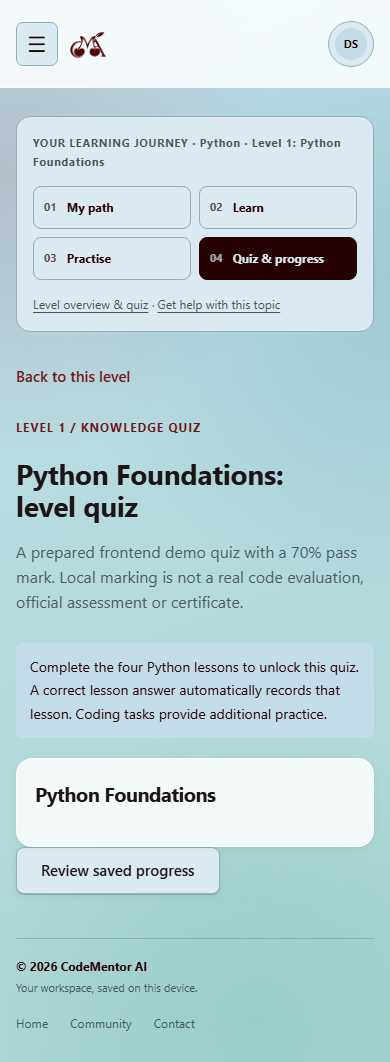 DS
YOUR LEARNING JOURNEY · Python · Level 1: Python
Foundations
01 My path
02 Learn
03 Practise
04 Quiz & progress
Level overview & quiz · Get help with this topic
Back to this level
LEVEL 1 / KNOWLEDGE QUIZ
Python Foundations:
level quiz
A prepared frontend demo quiz with a 70% pass
mark. Local marking is not a real code evaluation,
official assessment or certificate.
Complete the four Python lessons to unlock this quiz.
A correct lesson answer automatically records that
lesson. Coding tasks provide additional practice.
Python Foundations
Review saved progress
© 2026 CodeMentor AI
Your workspace, saved on this device.
Home Community Contact